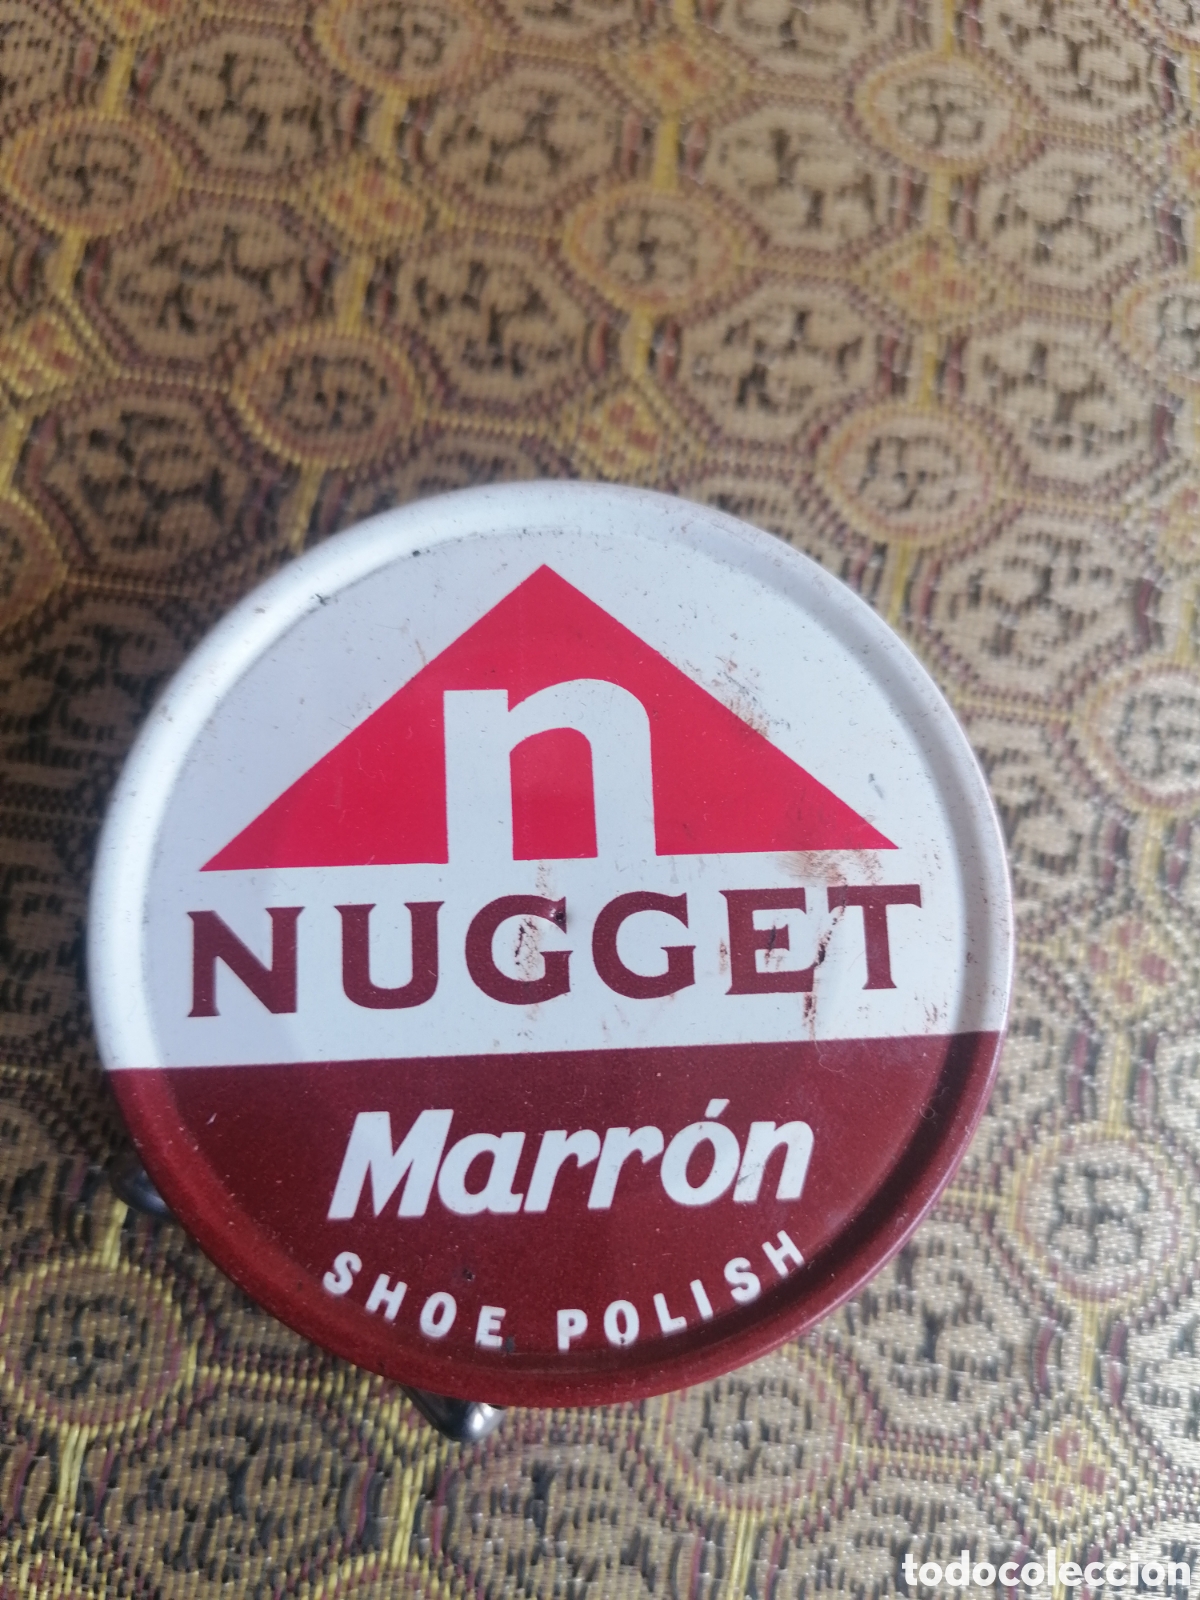 n
NUGGET
Marrón
SHOE POLISH
todocoleccion